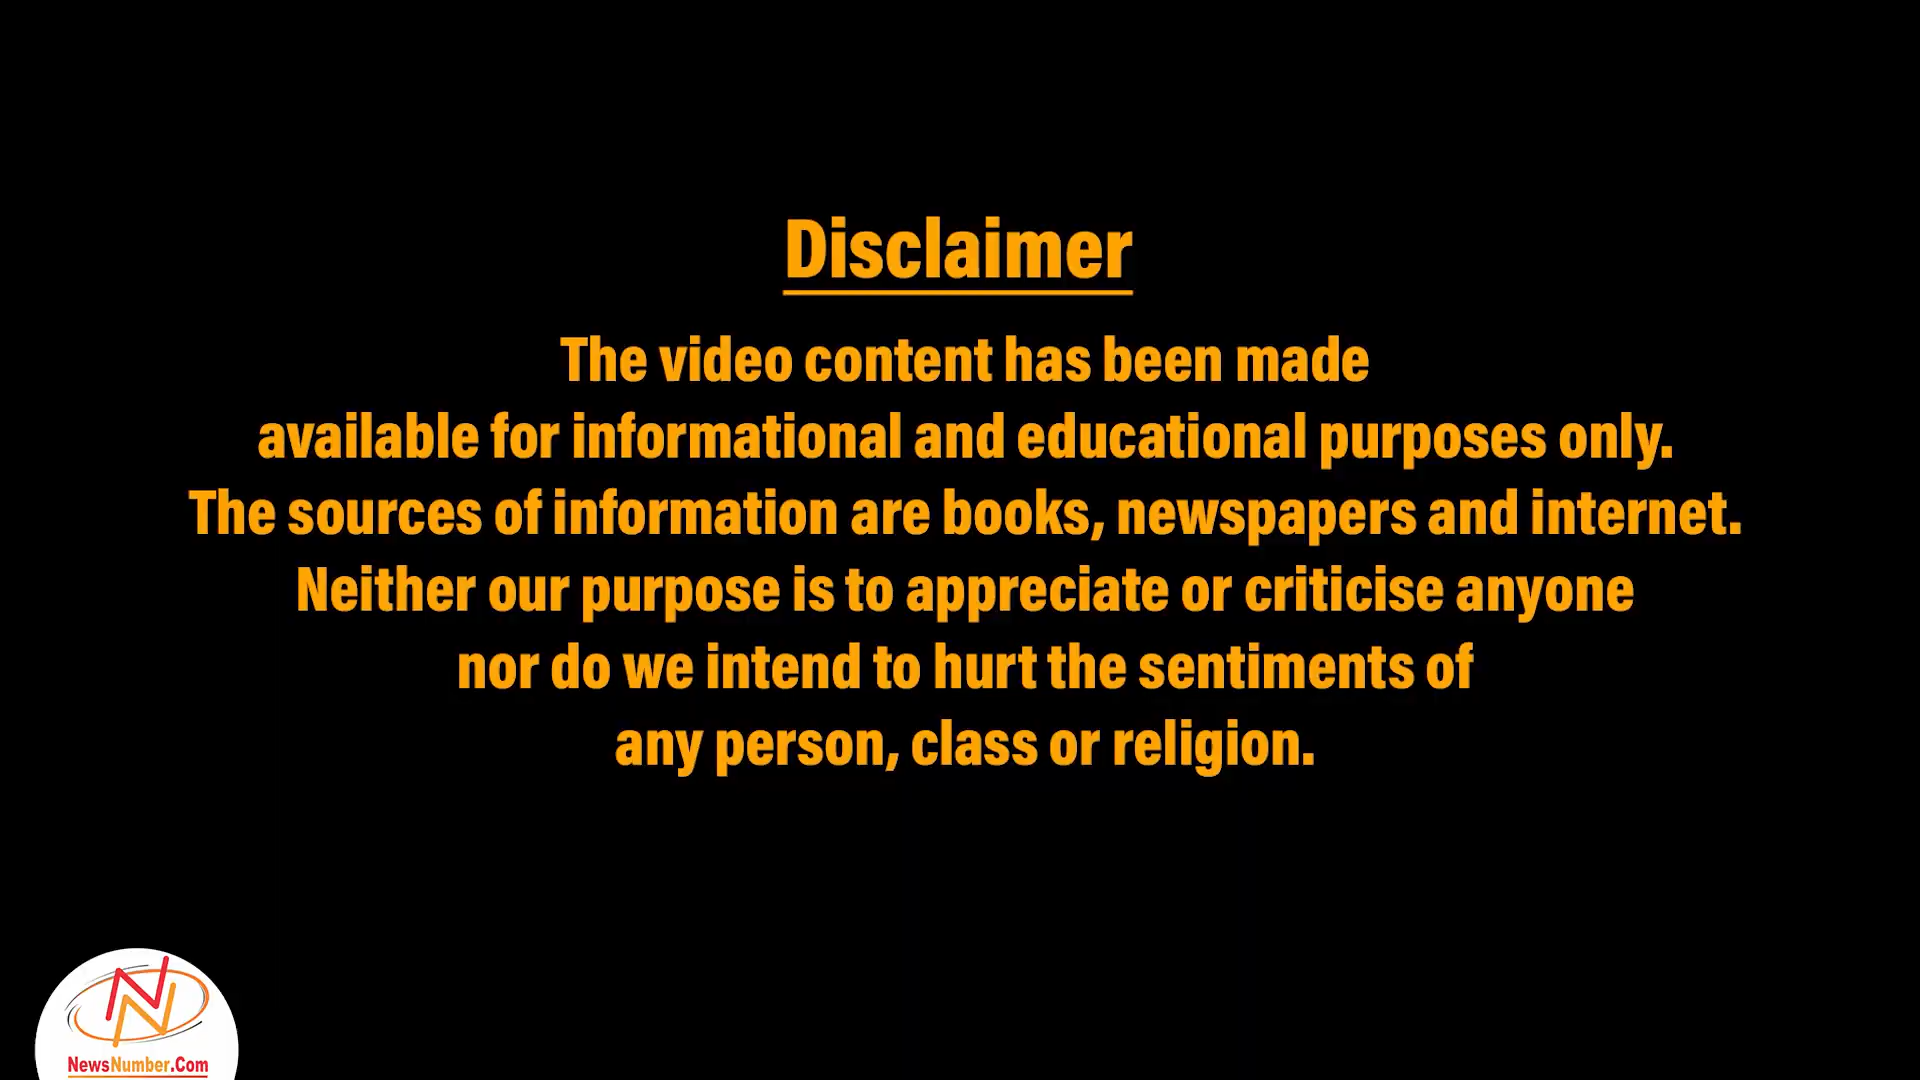 Disclaimer
The video content has been made
available for informational and educational purposes only.
The sources of information are books, newspapers and internet.
Neither our purpose is to appreciate or criticise anyone
nor do we intend to hurt the sentiments of
any person, class or religion.
NN
NewsNumber.Com